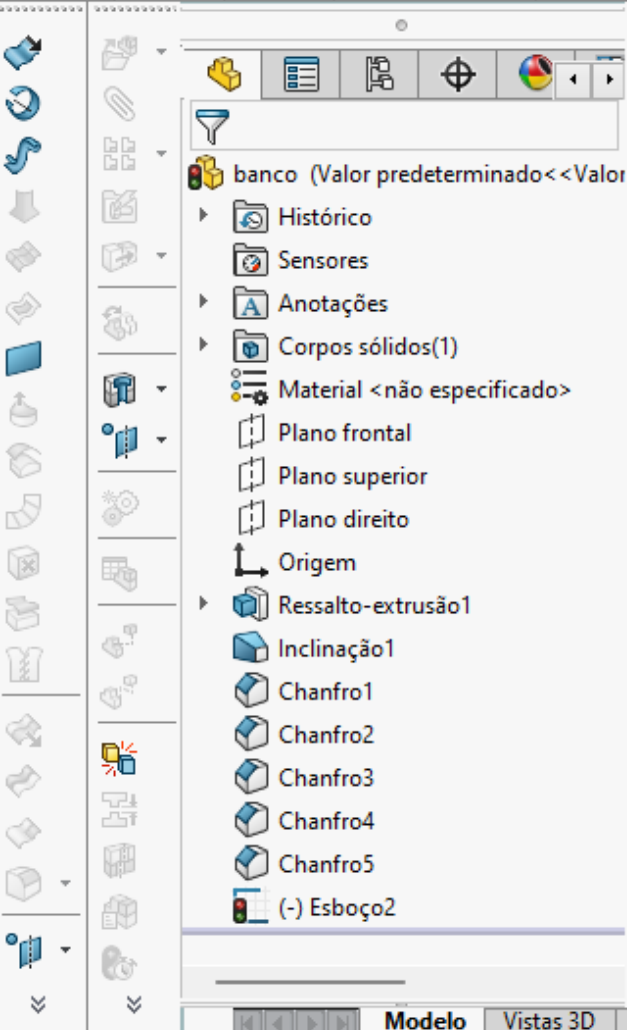 banco (Valor predeterminado<<Valor
Histórico
Sensores
Anotações
Corpos sólidos(1)
Material <não especificado>
Plano frontal
Plano superior
Plano direito
Origem
Ressalto-extrusão1
Inclinação1
Chanfro1
Chanfro2
Chanfro3
Chanfro4
Chanfro5
(-) Esboço2
Modelo Vistas 3D